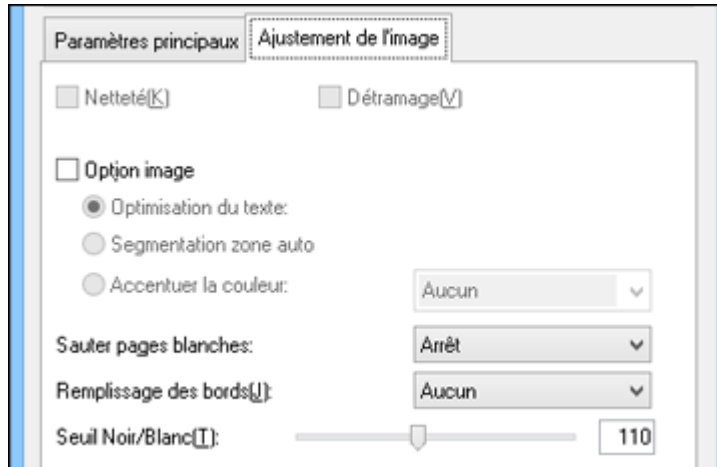 Paramètres principaux Ajustement de l'image
Netteté(K) Détramage(V)
Option image
Optimisation du texte:
Segmentation zone auto
Accentuer la couleur: Aucun
Sauter pages blanches: Arrêt
Remplissage des bords(J): Aucun
Seuil Noir/Blanc(T): 110